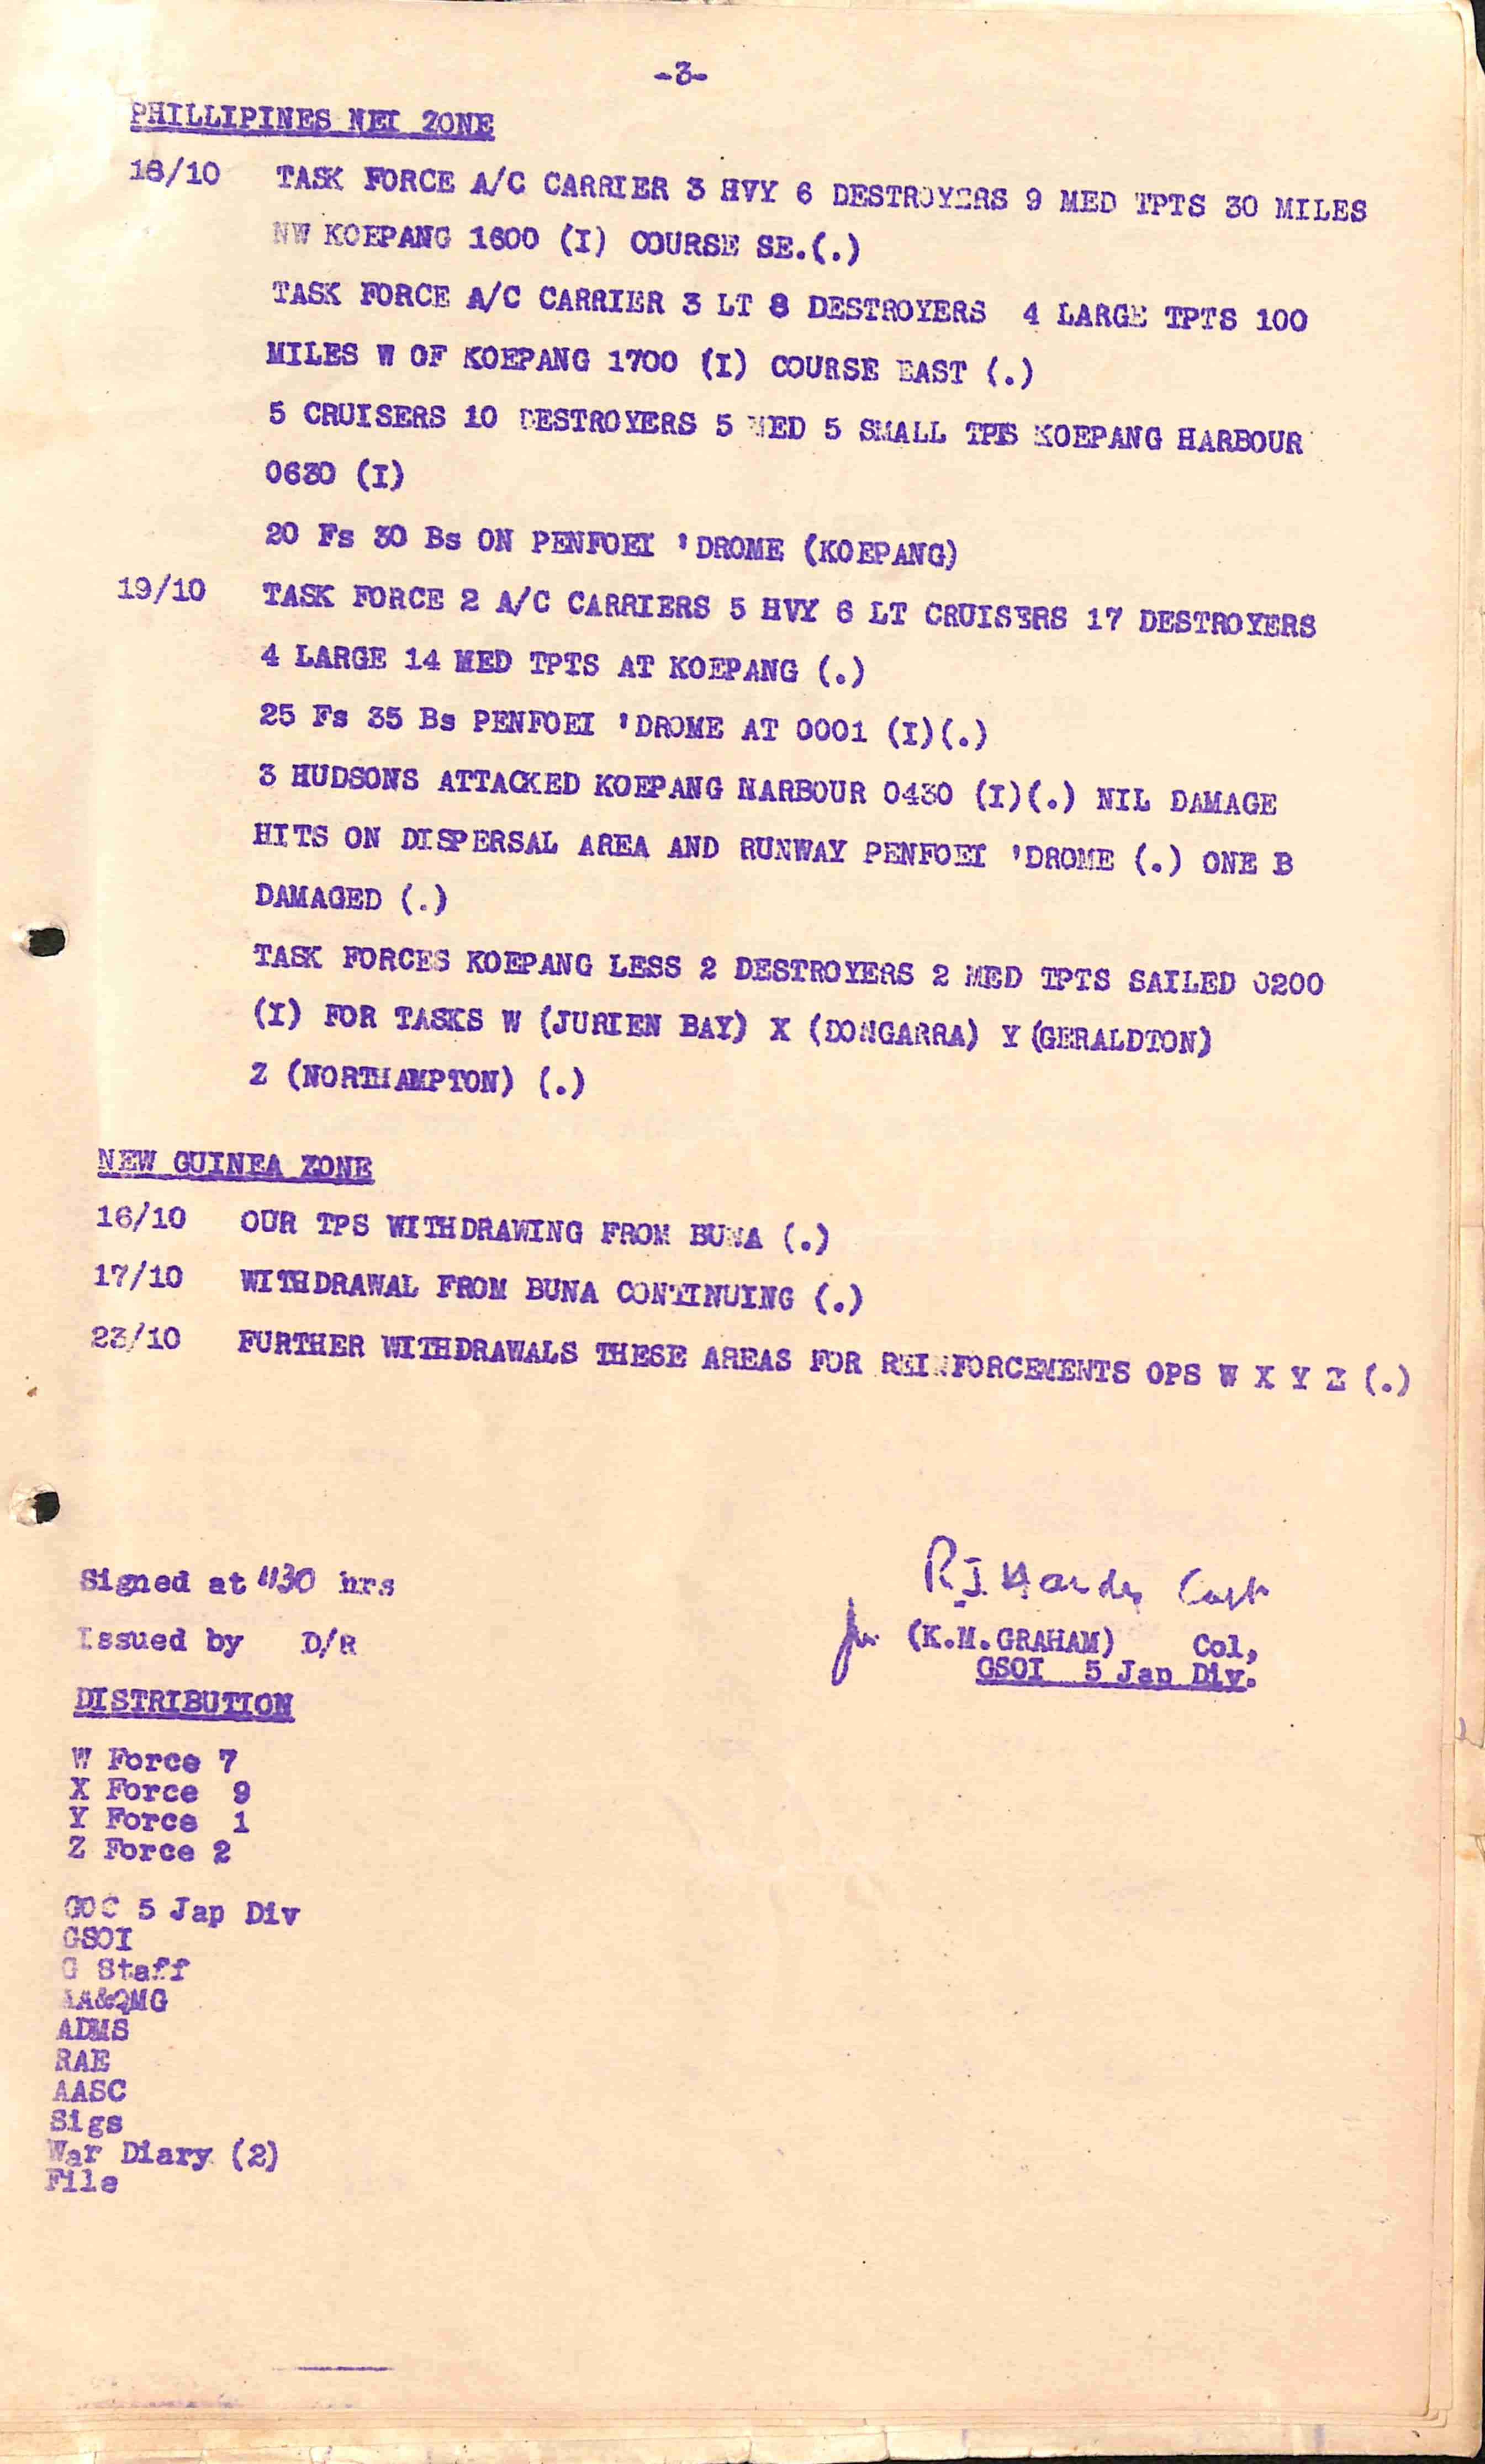 -3-
PHILLIPINES NEI ZONE
18/10 TASK FORCE A/C CARRIER 3 HVY 6 DESTROYERS 9 MED TPTS 30 MILES
NW KOEPANG 1600 (I) COURSE SE.(.)
TASK FORCE A/C CARRIER 3 LT 8 DESTROYERS 4 LARGE TPTS 100
MILES W OF KOEPANG 1700 (I) COURSE EAST (.)
5 CRUISERS 10 DESTROYERS 5 MED 5 SMALL TPTS KOEPANG HARBOUR
0630 (I)
20 Fs 30 Bs ON PENFOEI 'DROME (KOEPANG)
19/10 TASK FORCE 2 A/C CARRIERS 5 HVY 6 LT CRUISERS 17 DESTROYERS
4 LARGE 14 MED TPTS AT KOEPANG (.)
25 Fs 35 Bs PENFOEI 'DROME AT 0001 (I)(.)
3 HUDSONS ATTACKED KOEPANG NARBOUR 0430 (I)(.) NIL DAMAGE
HITS ON DISPERSAL AREA AND RUNWAY PENFOEI 'DROME (.) ONE B
DAMAGED (.)
TASK FORCES KOEPANG LESS 2 DESTROYERS 2 MED TPTS SAILED 0200
(I) FOR TASKS W (JURIEN BAY) X (DONGARRA) Y (GERALDTON)
Z (NORTHAMPTON) (.)
NEW GUINEA ZONE
16/10 OUR TPS WITHDRAWING FROM BUNA (.)
17/10 WITHDRAWAL FROM BUNA CONTINUING (.)
23/10 FURTHER WITHDRAWALS THESE AREAS FOR REINFORCEMENTS OPS W X Y Z (.)
Signed at 1130 hrs
Issued by D/R
R J Hardy Capt
for (K.M.GRAHAM) Col,
GSOI 5 Jap Div.
DISTRIBUTION
W Force 7
X Force 9
Y Force 1
Z Force 2
GOC 5 Jap Div
GSOI
G Staff
AA&QMG
ADMS
RAE
AASC
Sigs
War Diary (2)
File